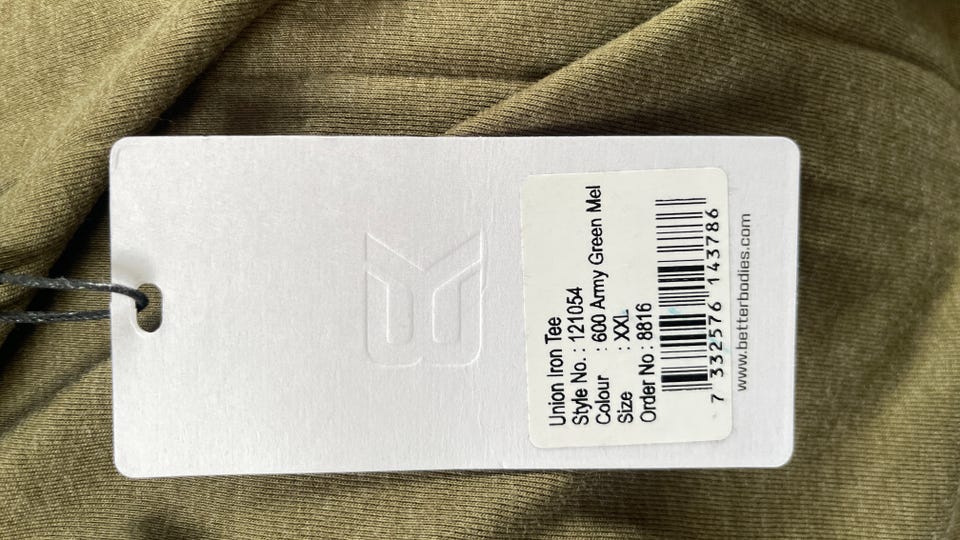 Union Iron Tee
Style No. : 121054
Colour : 600 Army Green Mel
Size : XXL
Order No : 8816
7 332576 143786
www.betterbodies.com